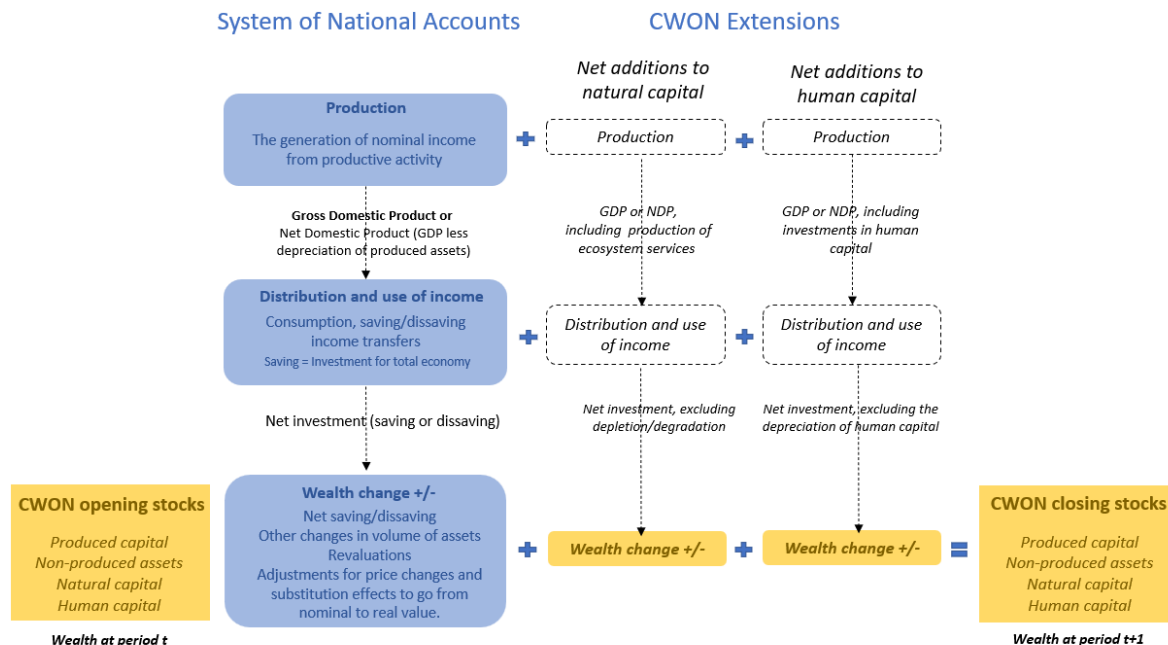 System of National Accounts
CWON Extensions
Net additions to
natural capital
Net additions to
human capital
Production
The generation of nominal income
from productive activity
+
Production
+
Production
Gross Domestic Product or
Net Domestic Product (GDP less
depreciation of produced assets)
GDP or NDP,
including production of
ecosystem services
GDP or NDP, including
investments in human
capital
Distribution and use of income
Consumption, saving/dissaving
income transfers
Saving = Investment for total economy
+
Distribution and use
of income
+
Distribution and use
of income
Net investment (saving or dissaving)
Net investment, excluding
depletion/degradation
Net investment, excluding the
depreciation of human capital
CWON opening stocks
Produced capital
Non-produced assets
Natural capital
Human capital
Wealth at period t
Wealth change +/-
Net saving/dissaving
Other changes in volume of assets
Revaluations
Adjustments for price changes and
substitution effects to go from
nominal to real value.
+
Wealth change +/-
+
Wealth change +/-
=
CWON closing stocks
Produced capital
Non-produced assets
Natural capital
Human capital
Wealth at period t+1